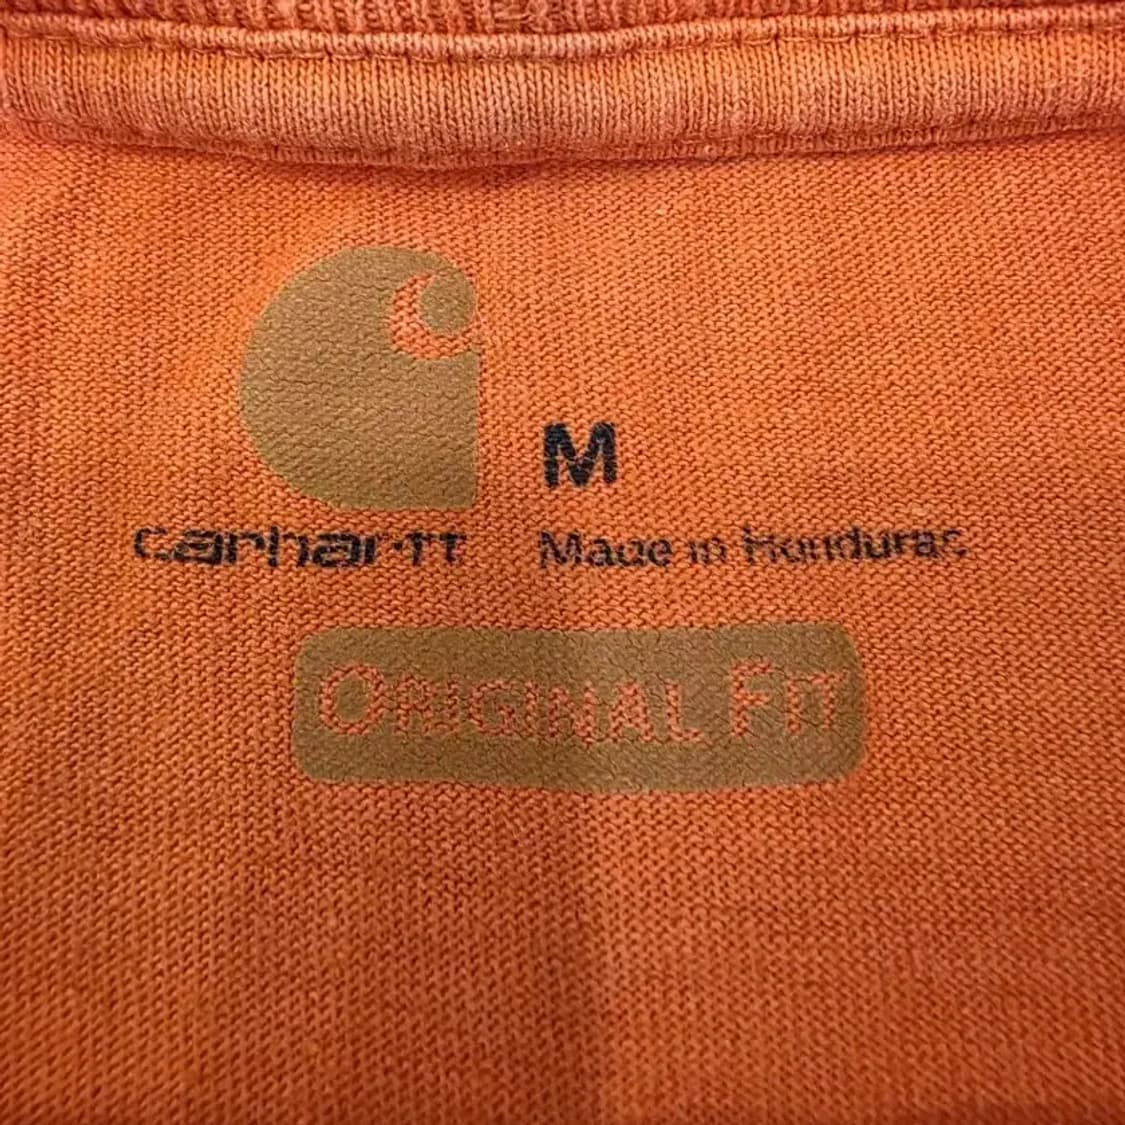 M
carhartt Made in Honduras
ORIGINAL FIT